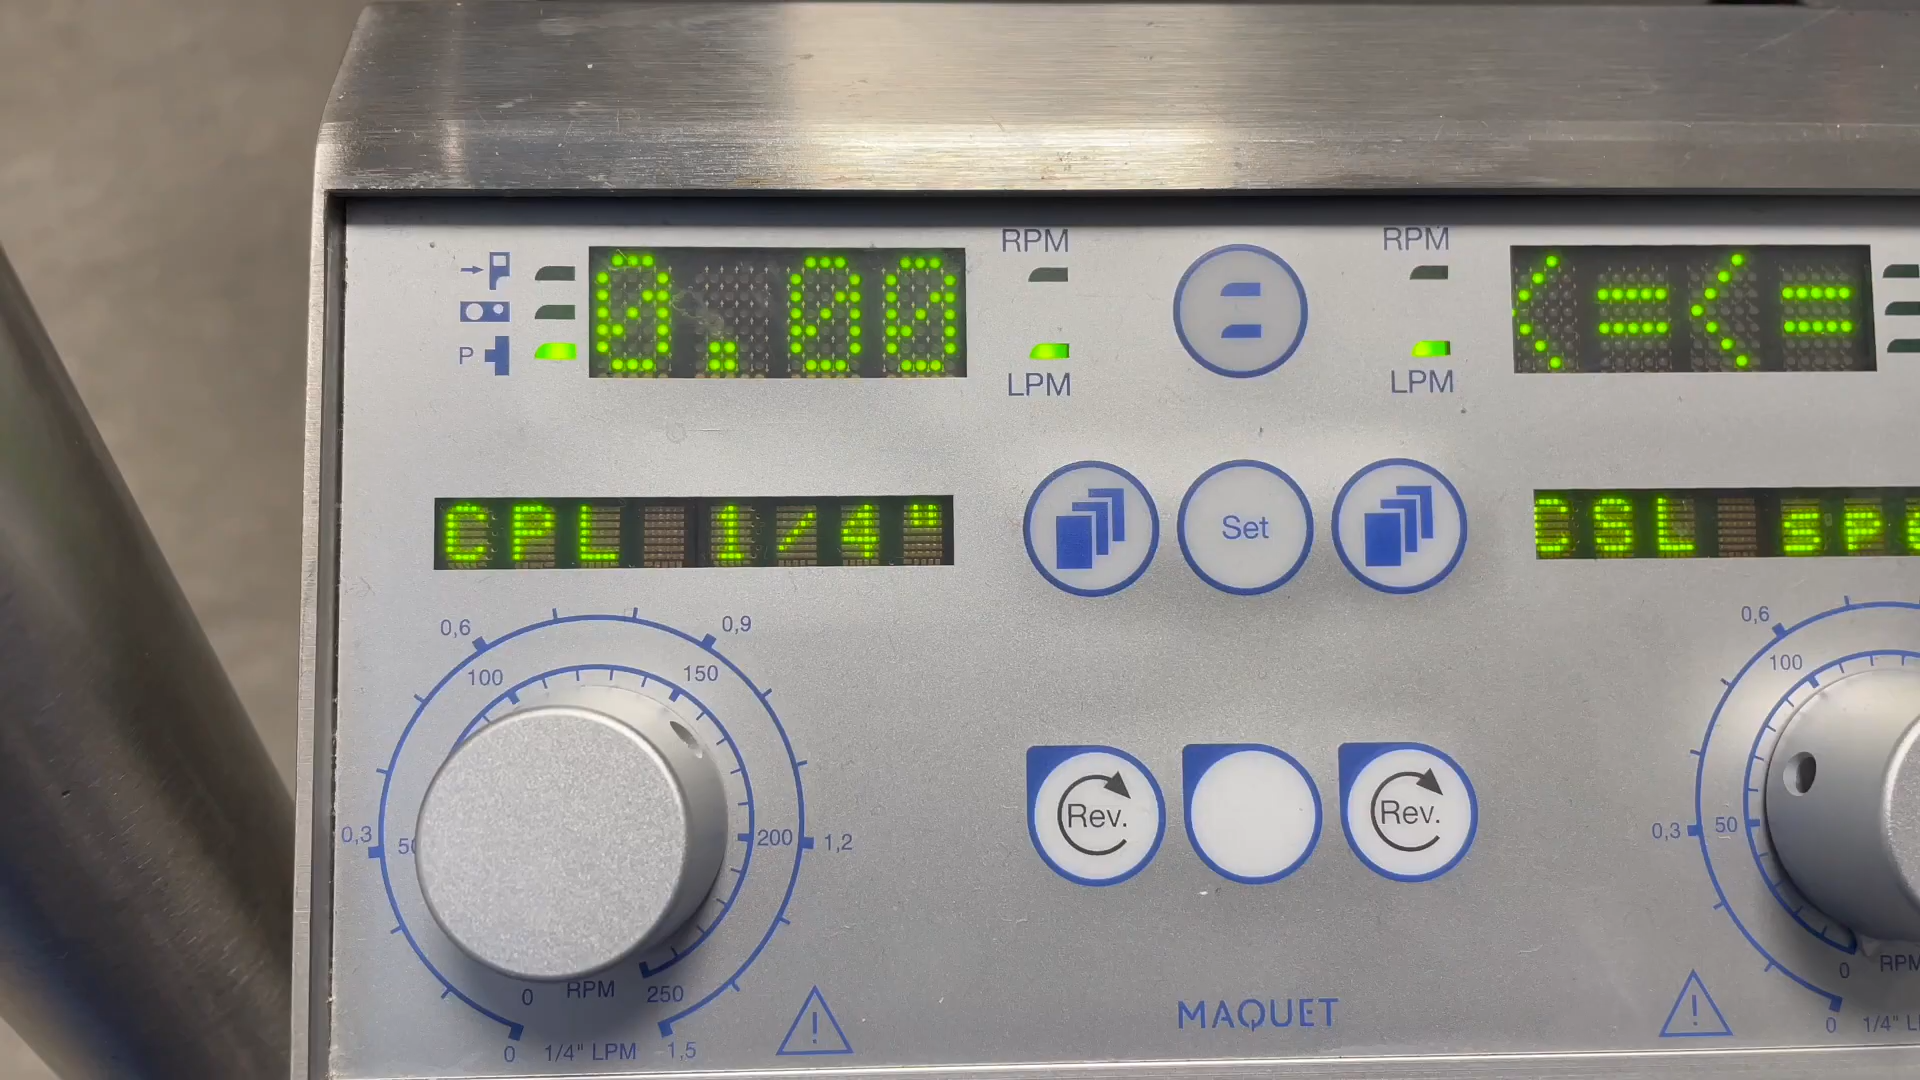 RPM
RPM
P
0.00
<=<=
LPM
LPM
CPL 1/4"
Set
CSL
0,6
0,9
100
150
0,3
50
200
1,2
0
RPM
250
0
1/4" LPM
1,5
Rev.
Rev.
MAQUET
0,6
100
0,3
50
0
RPM
0
1/4"